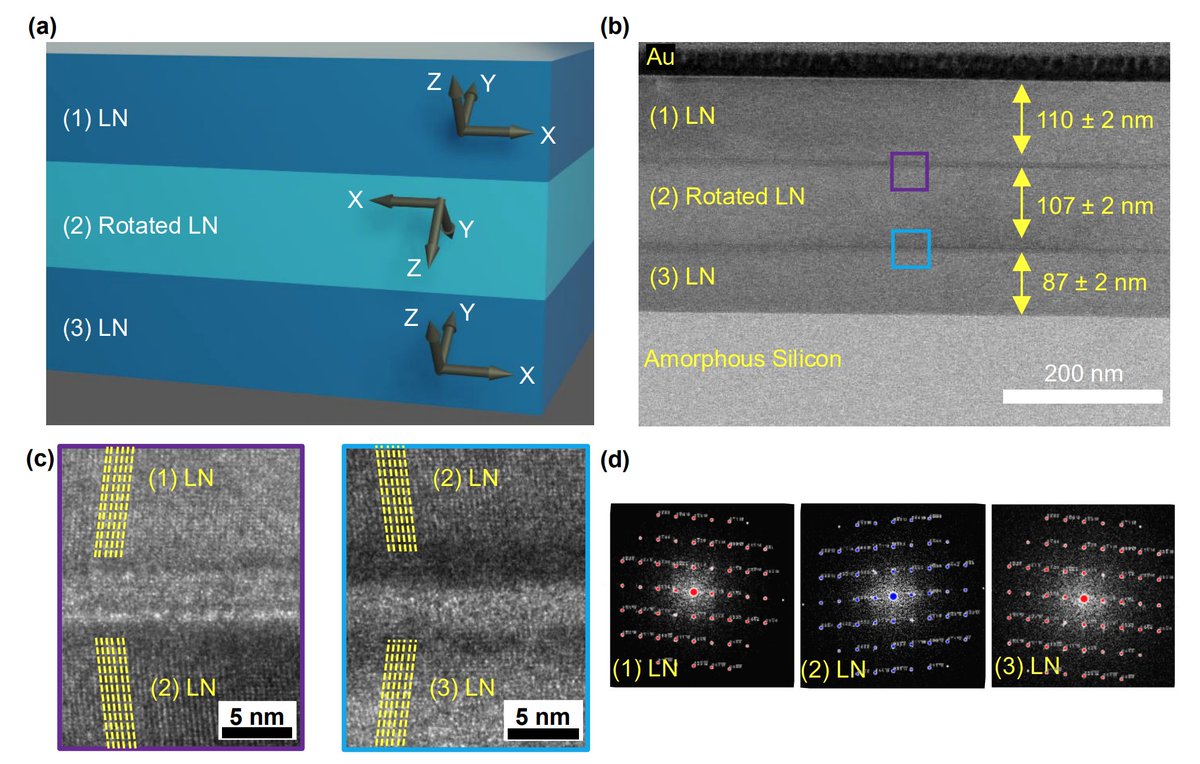 (a)
Z
Y
(1) LN
X
X
(2) Rotated LN
Y
Z
Z
Y
(3) LN
X
(b)
Au
(1) LN
110 ± 2 nm
(2) Rotated LN
107 ± 2 nm
(3) LN
87 ± 2 nm
Amorphous Silicon
200 nm
(c)
(1) LN
(2) LN
5 nm
(2) LN
(3) LN
5 nm
(d)
(1) LN
(2) LN
(3) LN